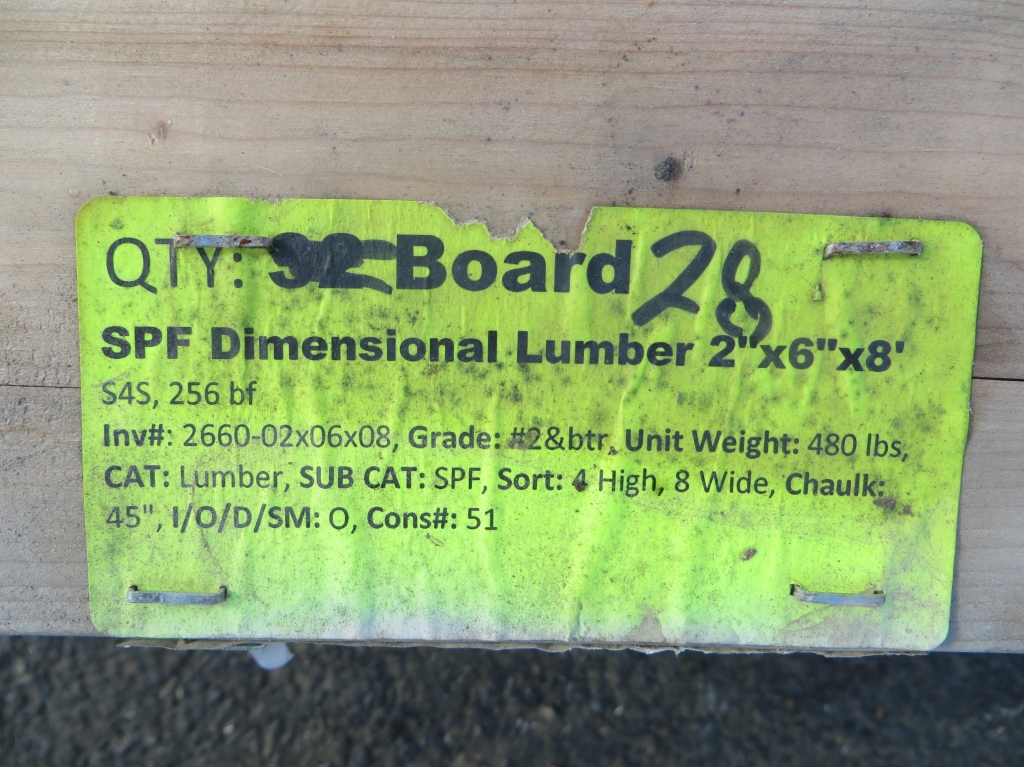 QTY: 32 Board 28
SPF Dimensional Lumber 2"x6"x8'
S4S, 256 bf
Inv#: 2660-02x06x08, Grade: #2&btr, Unit Weight: 480 lbs,
CAT: Lumber, SUB CAT: SPF, Sort: 4 High, 8 Wide, Chaulk:
45", I/O/D/SM: O, Cons#: 51